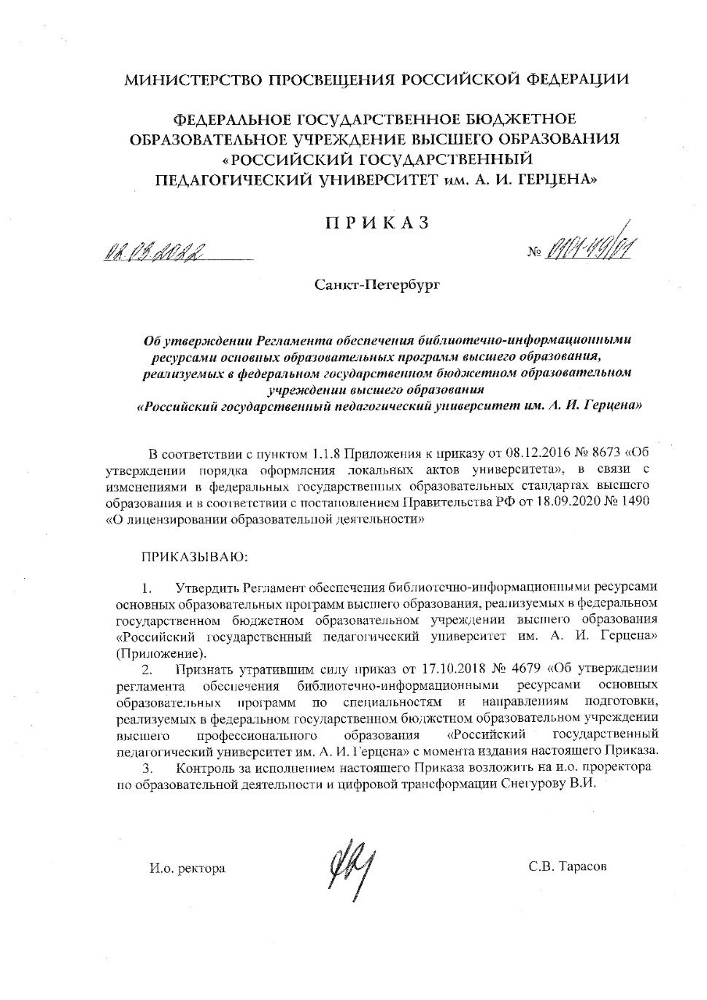 МИНИСТЕРСТВО ПРОСВЕЩЕНИЯ РОССИЙСКОЙ ФЕДЕРАЦИИ
ФЕДЕРАЛЬНОЕ ГОСУДАРСТВЕННОЕ БЮДЖЕТНОЕ
ОБРАЗОВАТЕЛЬНОЕ УЧРЕЖДЕНИЕ ВЫСШЕГО ОБРАЗОВАНИЯ
«РОССИЙСКИЙ ГОСУДАРСТВЕННЫЙ
ПЕДАГОГИЧЕСКИЙ УНИВЕРСИТЕТ им. А. И. ГЕРЦЕНА»
П Р И К А З
02.03.2022 № 0101-49/01
Санкт-Петербург
Об утверждении Регламента обеспечения библиотечно-информационными
ресурсами основных образовательных программ высшего образования,
реализуемых в федеральном государственном бюджетном образовательном
учреждении высшего образования
«Российский государственный педагогический университет им. А. И. Герцена»
В соответствии с пунктом 1.1.8 Приложения к приказу от 08.12.2016 № 8673 «Об
утверждении порядка оформления локальных актов университета», в связи с
изменениями в федеральных государственных образовательных стандартах высшего
образования и в соответствии с постановлением Правительства РФ от 18.09.2020 № 1490
«О лицензировании образовательной деятельности»
ПРИКАЗЫВАЮ:
1. Утвердить Регламент обеспечения библиотечно-информационными ресурсами
основных образовательных программ высшего образования, реализуемых в федеральном
государственном бюджетном образовательном учреждении высшего образования
«Российский государственный педагогический университет им. А. И. Герцена»
(Приложение).
2. Признать утратившим силу приказ от 17.10.2018 № 4679 «Об утверждении
регламента обеспечения библиотечно-информационными ресурсами основных
образовательных программ по специальностям и направлениям подготовки,
реализуемых в федеральном государственном бюджетном образовательном учреждении
высшего профессионального образования «Российский государственный
педагогический университет им. А. И. Герцена» с момента издания настоящего Приказа.
3. Контроль за исполнением настоящего Приказа возложить на и.о. проректора
по образовательной деятельности и цифровой трансформации Снегурову В.И.
И.о. ректора С.В. Тарасов